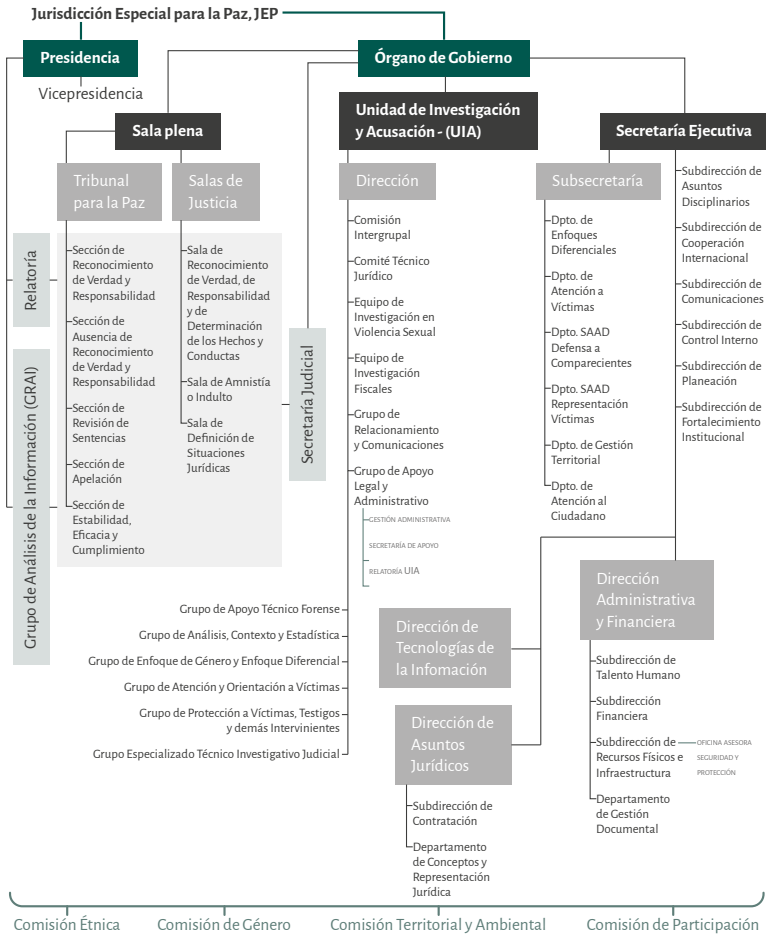 Jurisdicción Especial para la Paz, JEP
Presidencia
Vicepresidencia
Órgano de Gobierno
Sala plena
Unidad de Investigación
y Acusación - (UIA)
Secretaría Ejecutiva
Relatoría
Grupo de Análisis de la Información (GRAI)
Tribunal
para la Paz
Sección de
Reconocimiento
de Verdad y
Responsabilidad
Sección de
Ausencia de
Reconocimiento
de Verdad y
Responsabilidad
Sección de
Revisión de
Sentencias
Sección de
Apelación
Sección de
Estabilidad,
Eficacia y
Cumplimiento
Salas de
Justicia
Sala de
Reconocimiento
de Verdad, de
Responsabilidad
y de
Determinación
de los Hechos y
Conductas
Sala de Amnistía
o Indulto
Sala de
Definición de
Situaciones
Jurídicas
Secretaría Judicial
Dirección
Comisión
Intergrupal
Comité Técnico
Jurídico
Equipo de
Investigación en
Violencia Sexual
Equipo de
Investigación
Fiscales
Grupo de
Relacionamiento
y Comunicaciones
Grupo de Apoyo
Legal y
Administrativo
GESTIÓN ADMINISTRATIVA
SECRETARÍA DE APOYO
RELATORÍA UIA
Grupo de Apoyo Técnico Forense
Grupo de Análisis, Contexto y Estadística
Grupo de Enfoque de Género y Enfoque Diferencial
Grupo de Atención y Orientación a Víctimas
Grupo de Protección a Víctimas, Testigos
y demás Intervinientes
Grupo Especializado Técnico Investigativo Judicial
Subsecretaría
Dpto. de
Enfoques
Diferenciales
Dpto. de
Atención a
Víctimas
Dpto. SAAD
Defensa a
Comparecientes
Dpto. SAAD
Representación
Víctimas
Dpto. de Gestión
Territorial
Dpto. de
Atención al
Ciudadano
Subdirección de
Asuntos
Disciplinarios
Subdirección de
Cooperación
Internacional
Subdirección de
Comunicaciones
Subdirección de
Control Interno
Subdirección de
Planeación
Subdirección de
Fortalecimiento
Institucional
Dirección de
Tecnologías de
la Infomación
Dirección de
Asuntos
Jurídicos
Subdirección de
Contratación
Departamento
de Conceptos y
Representación
Jurídica
Dirección
Administrativa
y Financiera
Subdirección de
Talento Humano
Subdirección
Financiera
Subdirección de
Recursos Físicos e
Infraestructura
OFICINA ASESORA
SEGURIDAD Y
PROTECCIÓN
Departamento
de Gestión
Documental
Comisión Étnica
Comisión de Género
Comisión Territorial y Ambiental
Comisión de Participación